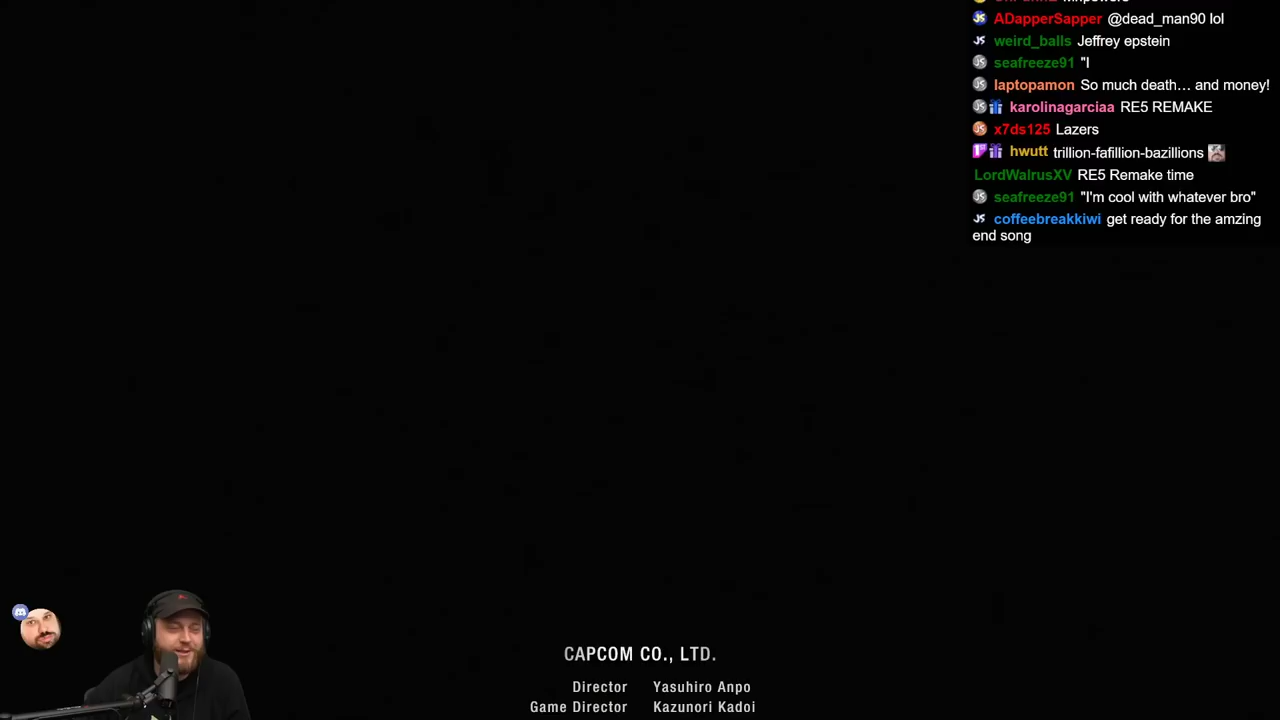 ADapperSapper @dead_man90 lol
weird_balls Jeffrey epstein
seafreeze91 "I
laptopamon So much death… and money!
karolinagarciaa RE5 REMAKE
x7ds125 Lazers
hwutt trillion-fafillion-bazillions
LordWalrusXV RE5 Remake time
seafreeze91 "I'm cool with whatever bro"
coffeebreakkiwi get ready for the amzing
end song
CAPCOM CO., LTD.
Director Yasuhiro Anpo
Game Director Kazunori Kadoi